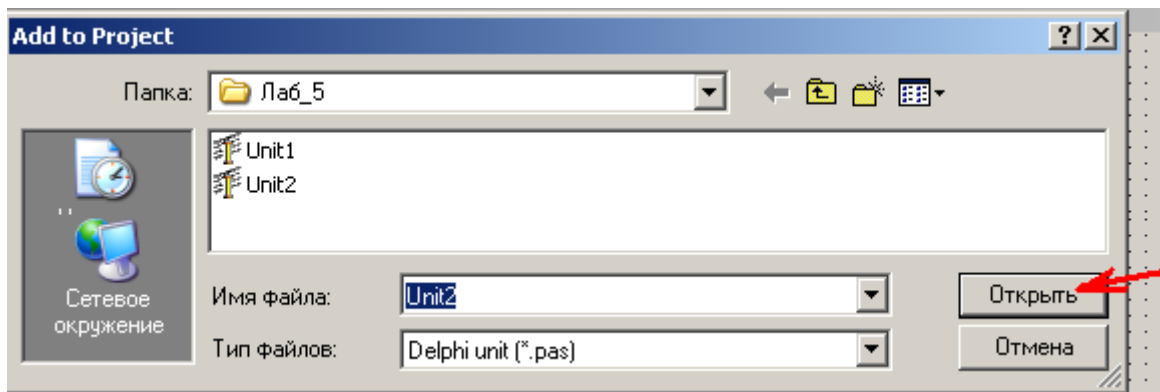 Add to Project
Папка: Лаб_5
Unit1
Unit2
Сетевое
окружение
Имя файла: Unit2 Открыть
Тип файлов: Delphi unit (*.pas) Отмена